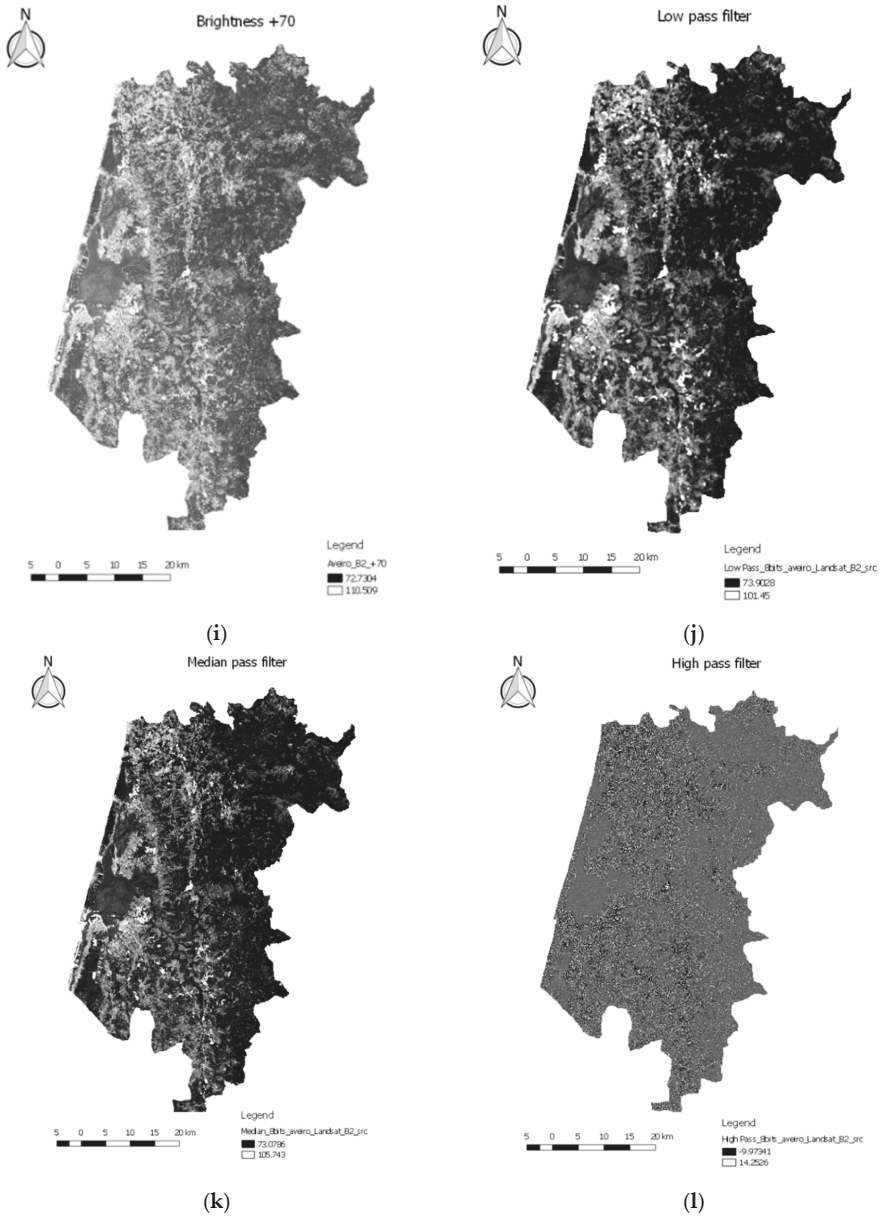 N
Brightness +70
5 0 5 10 15 20 km
Legend
Aveiro_B2_+70
72.7304
110.509
(i)
N
Low pass filter
5 0 5 10 15 20 km
Legend
Low Pass_8bits_aveiro_Landsat_B2_src
73.9028
101.45
(j)
N
Median pass filter
5 0 5 10 15 20 km
Legend
Median_8bits_aveiro_Landsat_B2_src
73.0786
105.743
(k)
N
High pass filter
5 0 5 10 15 20 km
Legend
High Pass_8bits_aveiro_Landsat_B2_src
-9.97341
14.2526
(l)